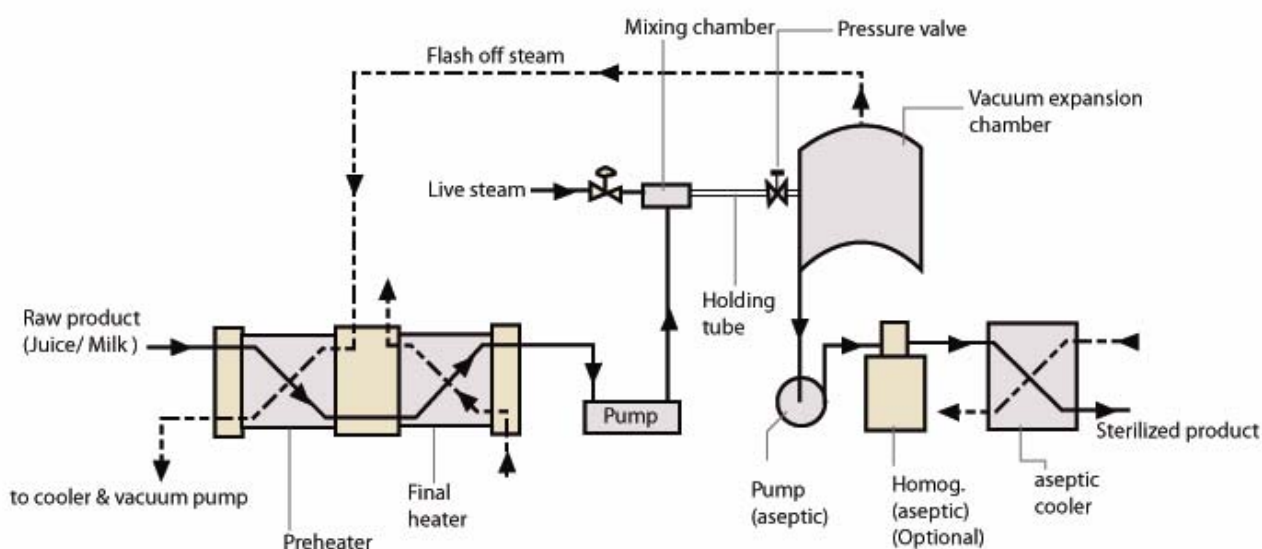 Mixing chamber
Pressure valve
Flash off steam
Vacuum expansion
chamber
Live steam
Holding
tube
Raw product
(Juice/ Milk )
Pump
Sterilized product
to cooler & vacuum pump
Final
heater
Preheater
Pump
(aseptic)
Homog.
(aseptic)
(Optional)
aseptic
cooler